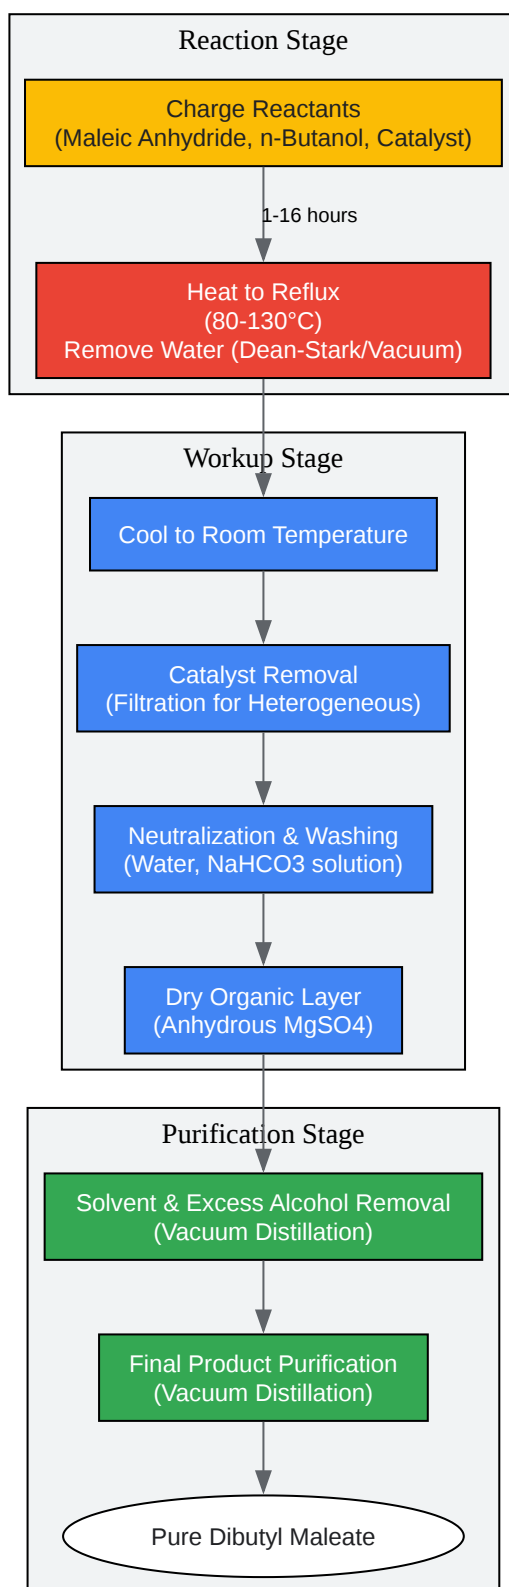 Reaction Stage
Charge Reactants
(Maleic Anhydride, n-Butanol, Catalyst)
1-16 hours
Heat to Reflux
(80-130°C)
Remove Water (Dean-Stark/Vacuum)
Workup Stage
Cool to Room Temperature
Catalyst Removal
(Filtration for Heterogeneous)
Neutralization & Washing
(Water, NaHCO3 solution)
Dry Organic Layer
(Anhydrous MgSO4)
Purification Stage
Solvent & Excess Alcohol Removal
(Vacuum Distillation)
Final Product Purification
(Vacuum Distillation)
Pure Dibutyl Maleate